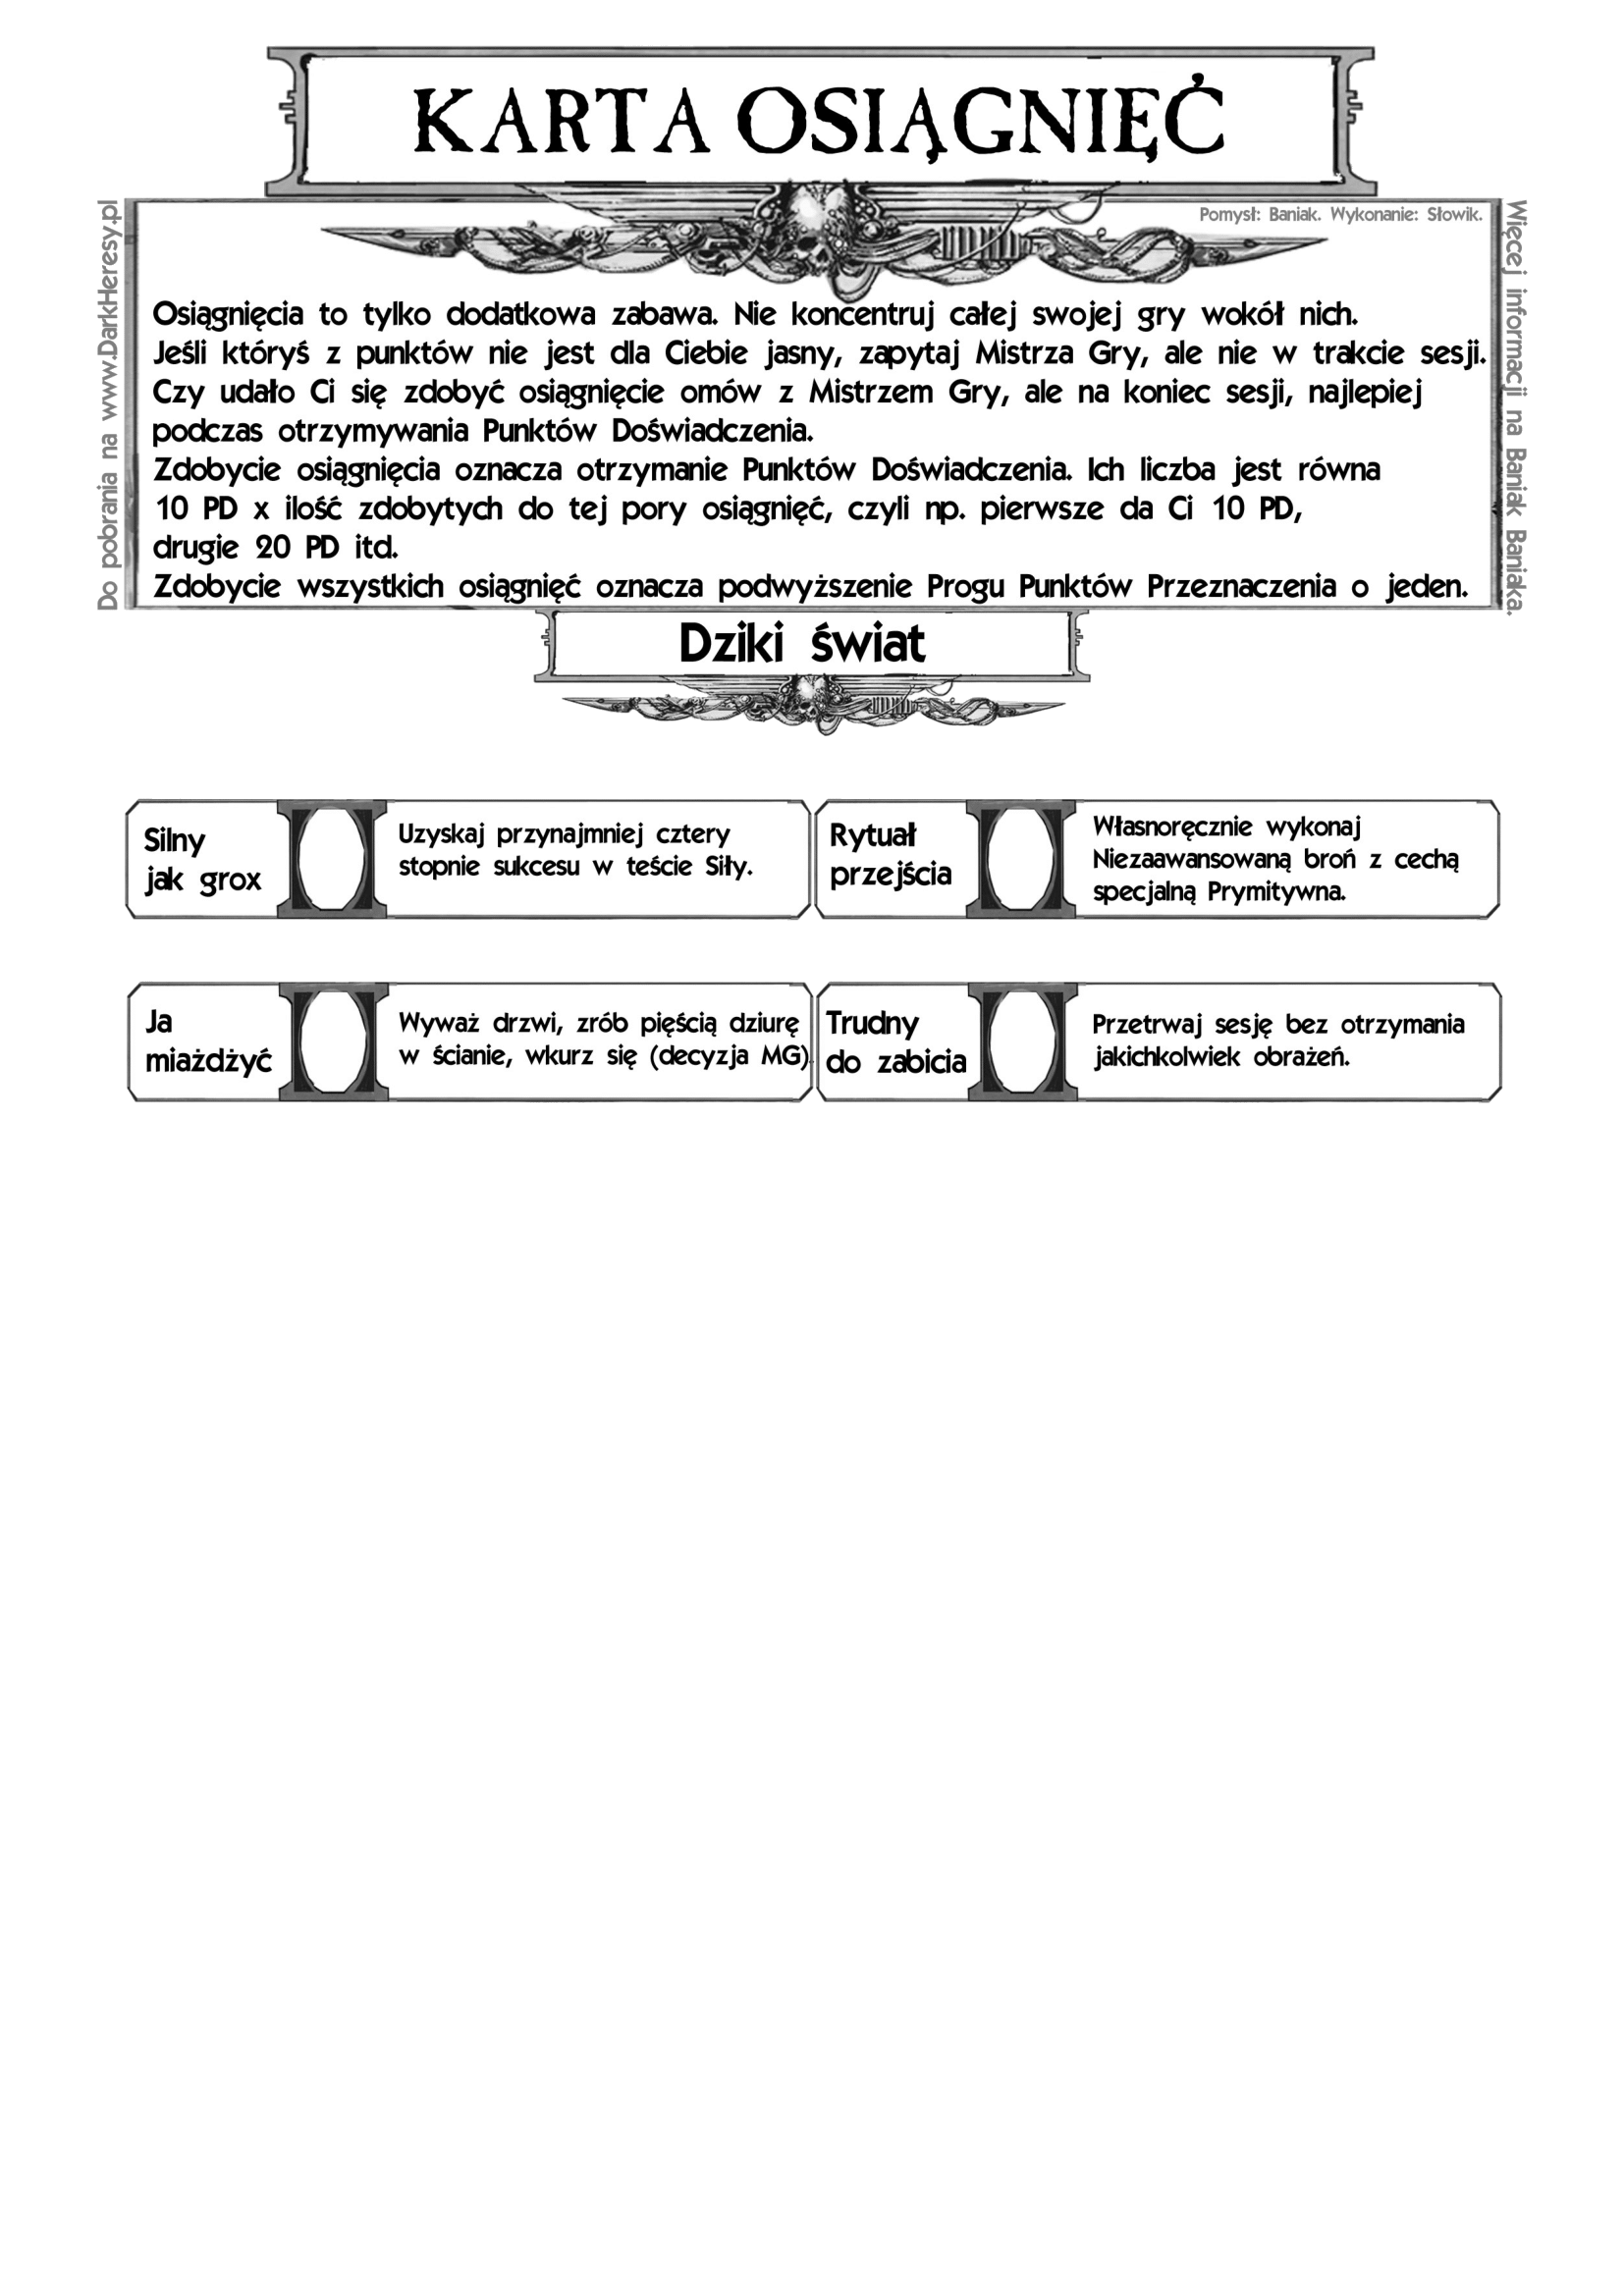 KARTA OSIĄGNIĘĆ
Pomysł: Baniak. Wykonanie: Słowik.
Do pobrania na www.DarkHeresy.pl
Więcej informacji na Baniak Baniaka.
Osiągnięcia to tylko dodatkowa zabawa. Nie koncentruj całej swojej gry wokół nich.
Jeśli któryś z punktów nie jest dla Ciebie jasny, zapytaj Mistrza Gry, ale nie w trakcie sesji.
Czy udało Ci się zdobyć osiągnięcie omów z Mistrzem Gry, ale na koniec sesji, najlepiej
podczas otrzymywania Punktów Doświadczenia.
Zdobycie osiągnięcia oznacza otrzymanie Punktów Doświadczenia. Ich liczba jest równa
10 PD x ilość zdobytych do tej pory osiągnięć, czyli np. pierwsze da Ci 10 PD,
drugie 20 PD itd.
Zdobycie wszystkich osiągnięć oznacza podwyższenie Progu Punktów Przeznaczenia o jeden.
Dziki świat
Silny
jak grox
Uzyskaj przynajmniej cztery
stopnie sukcesu w teście Siły.
Rytuał
przejścia
Własnoręcznie wykonaj
Niezaawansowaną broń z cechą
specjalną Prymitywna.
Ja
miażdżyć
Wyważ drzwi, zrób pięścią dziurę
w ścianie, wkurz się (decyzja MG).
Trudny
do zabicia
Przetrwaj sesję bez otrzymania
jakichkolwiek obrażeń.